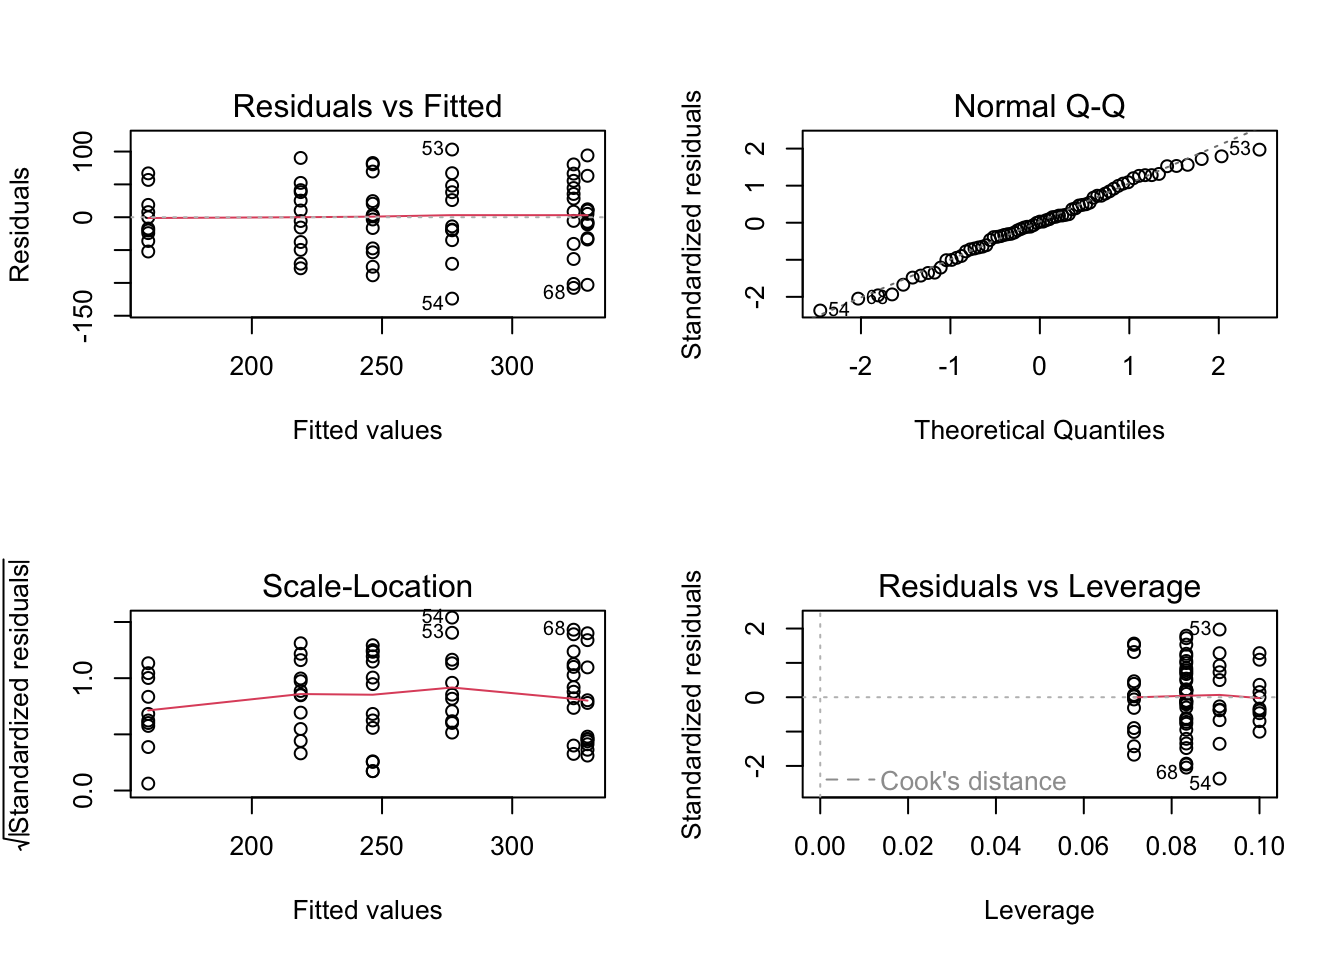 Residuals vs Fitted
Residuals
100
0
-150
53
54
68
200 250 300
Fitted values
Normal Q-Q
Standardized residuals
2
1
0
-2
53
68
54
-2 -1 0 1 2
Theoretical Quantiles
Scale-Location
√|Standardized residuals|
1.0
0.0
54
53
68
200 250 300
Fitted values
Residuals vs Leverage
Standardized residuals
2
0
-2
53
68
54
Cook's distance
0.00 0.02 0.04 0.06 0.08 0.10
Leverage